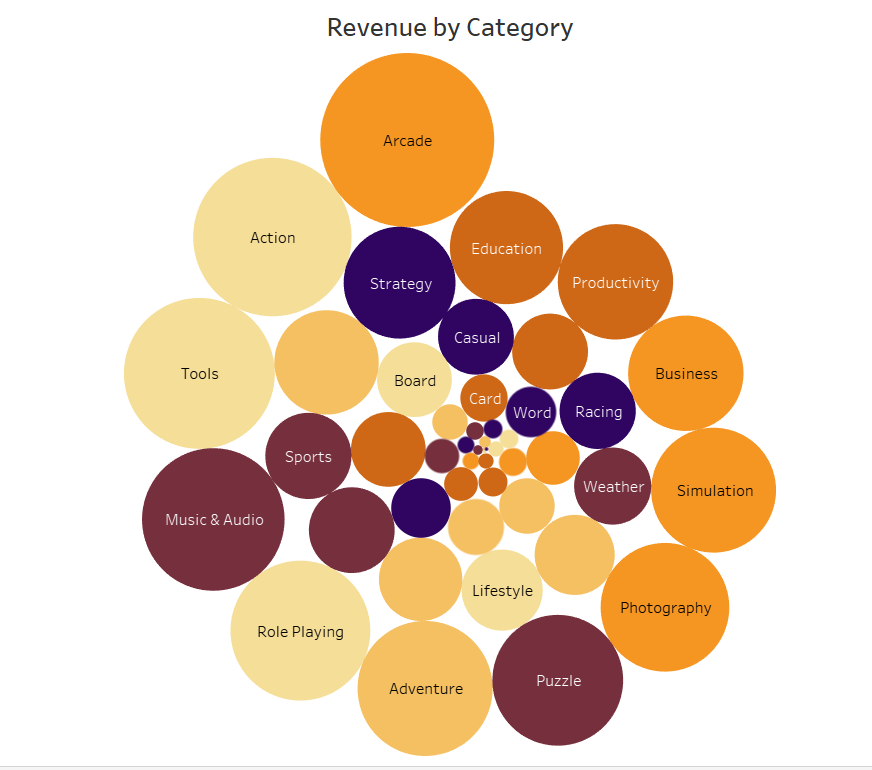 Revenue by Category
Arcade
Action
Education
Strategy
Productivity
Casual
Tools
Board
Business
Card
Word
Racing
Sports
Weather
Simulation
Music & Audio
Lifestyle
Photography
Role Playing
Puzzle
Adventure